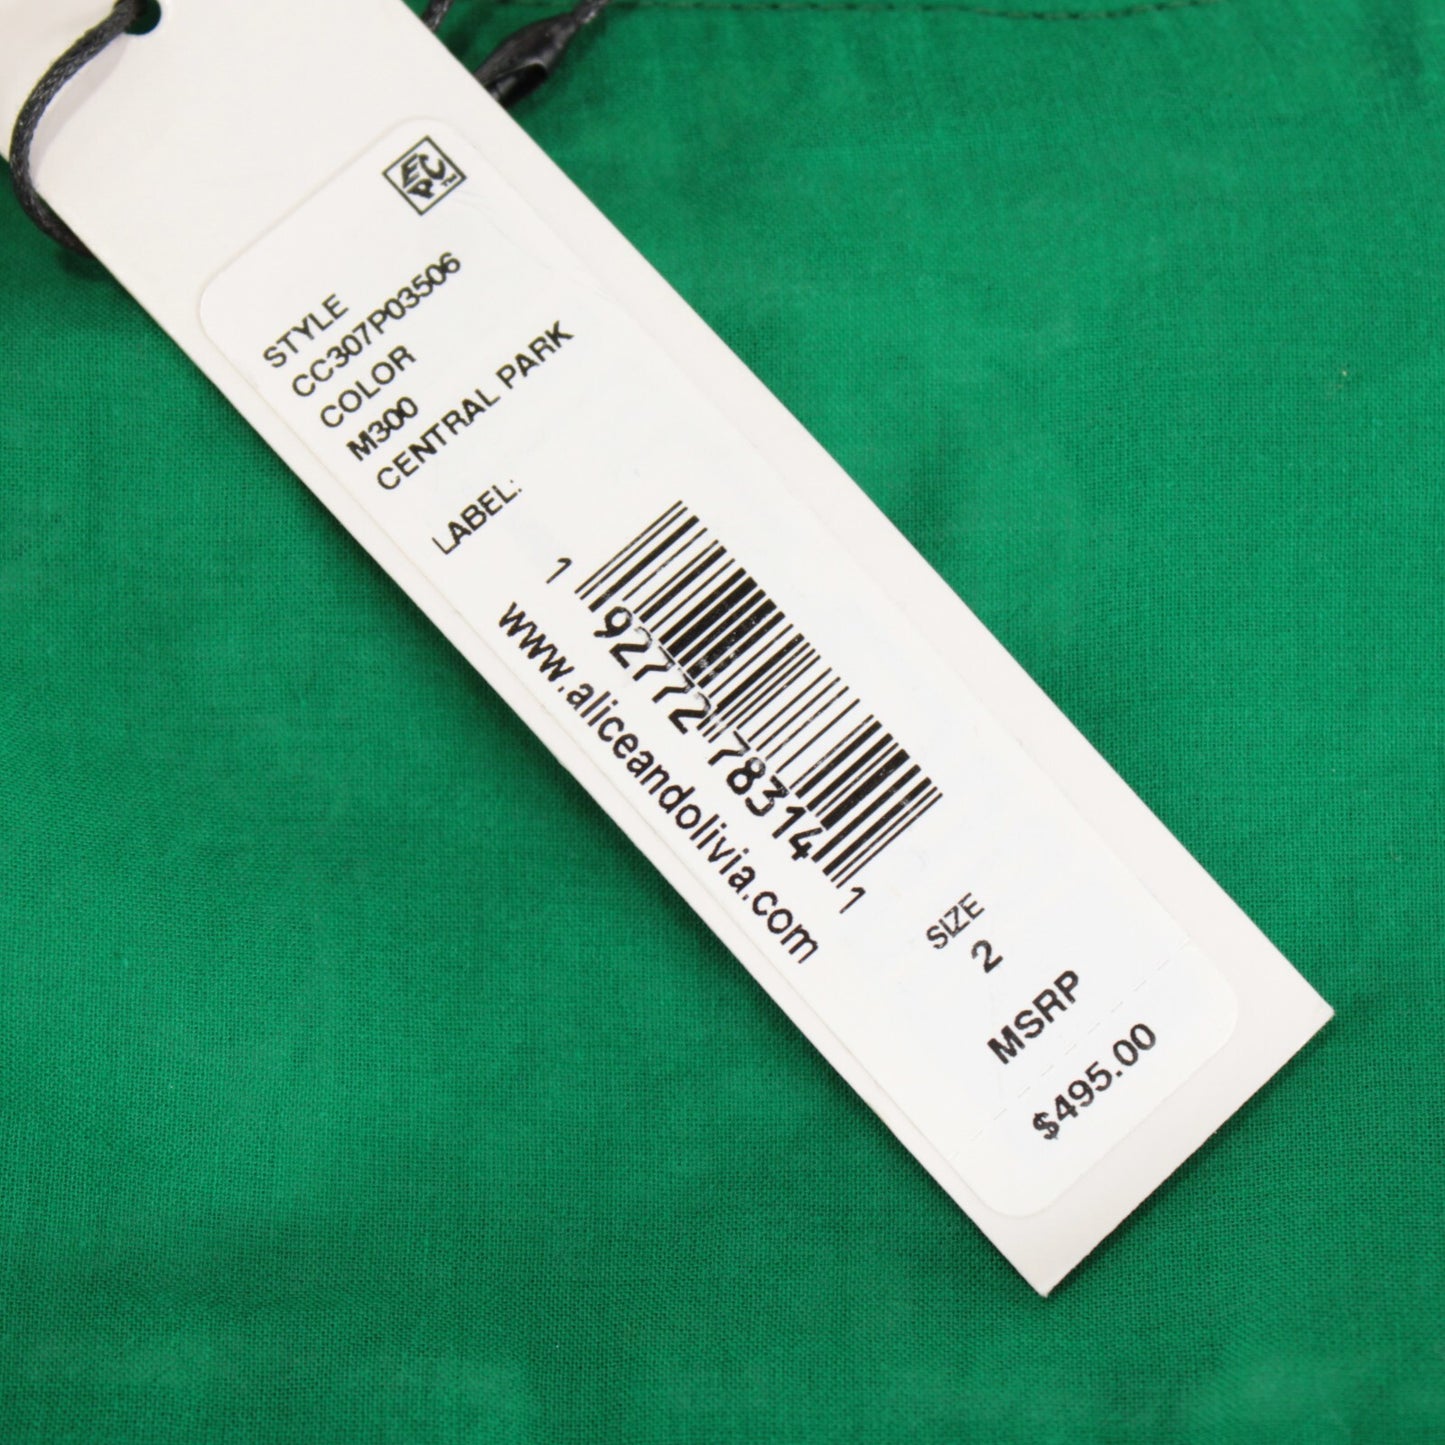 EPC™
STYLE
CC307P03506
COLOR
M300
CENTRAL PARK
LABEL:
1 92772 78314 1
www.aliceandolivia.com
SIZE
2
MSRP
$495.00